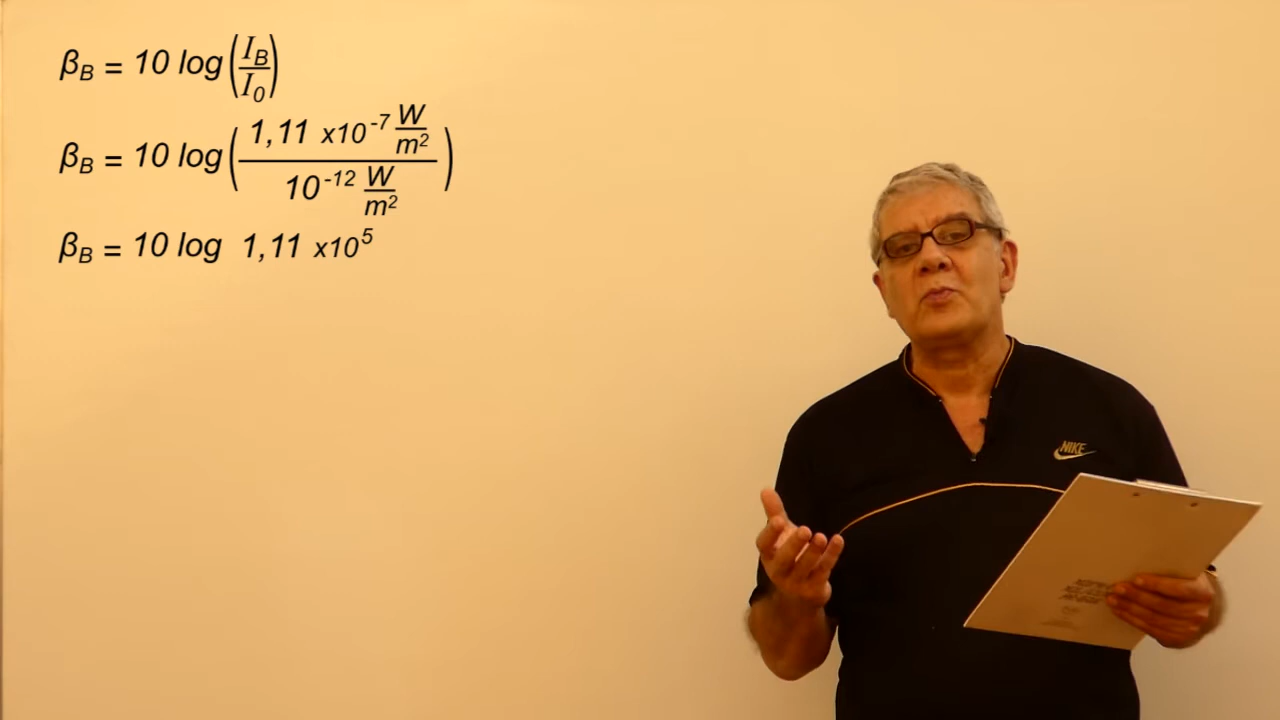 β_B = 10 log(I_B/I_0)
β_B = 10 log(1,11 x10^-7 W/m²/10^-12 W/m²)
β_B = 10 log 1,11 x10^5
NIKE